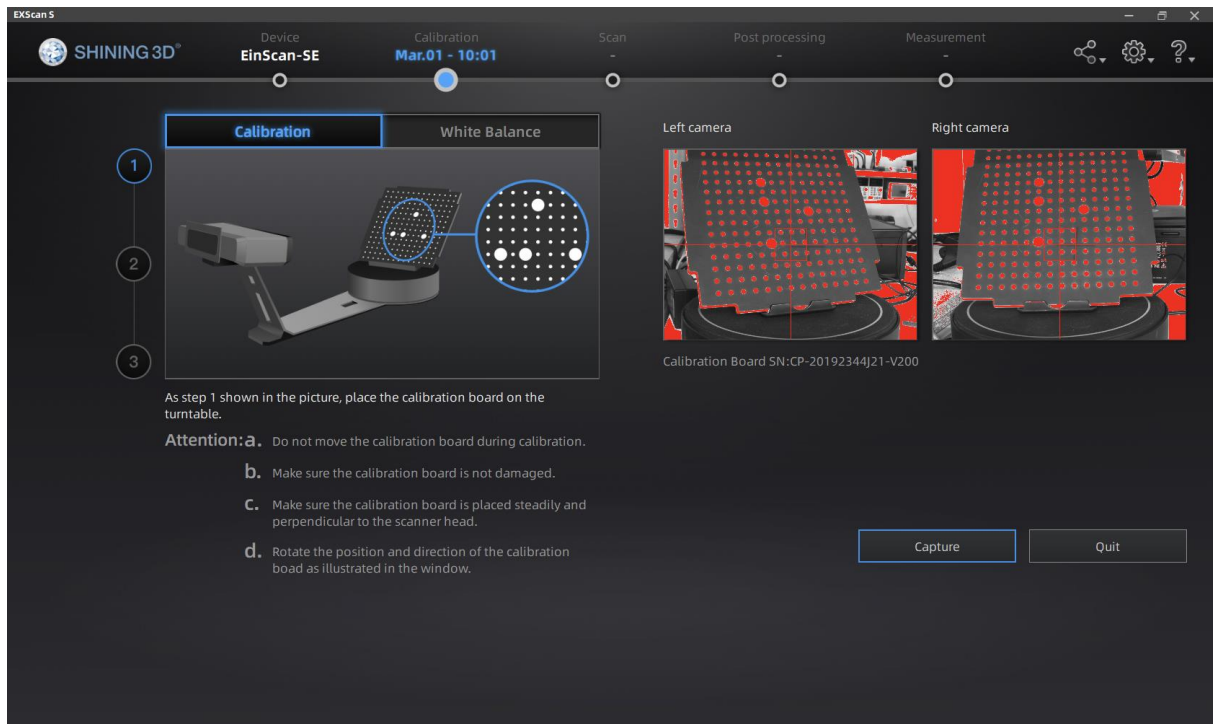 EXScan S
SHINING 3D®
Device
EinScan-SE
Calibration
Mar.01 - 10:01
Scan
-
Post processing
-
Measurement
-
Calibration
White Balance
1
2
3
As step 1 shown in the picture, place the calibration board on the
turntable.
Attention: a. Do not move the calibration board during calibration.
b. Make sure the calibration board is not damaged.
c. Make sure the calibration board is placed steadily and
perpendicular to the scanner head.
d. Rotate the position and direction of the calibration
boad as illustrated in the window.
Left camera
Right camera
Calibration Board SN:CP-20192344J21-V200
Capture
Quit